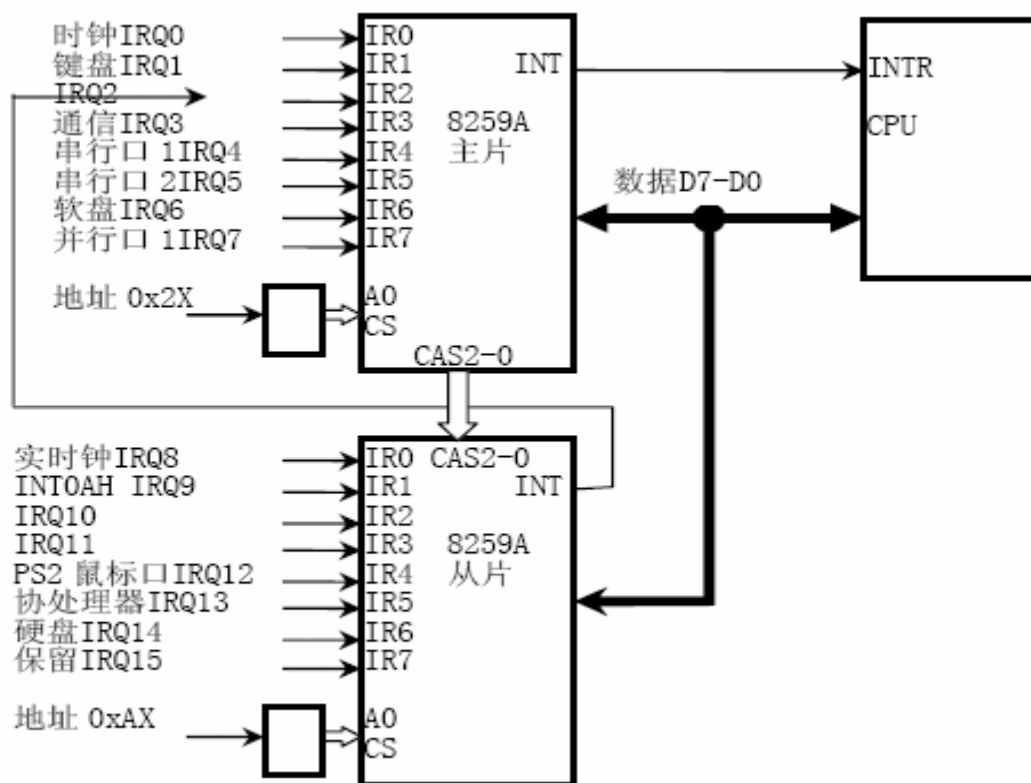 时钟IRQ0
键盘IRQ1
IRQ2
通信IRQ3
串行口 1IRQ4
串行口 2IRQ5
软盘IRQ6
并行口 1IRQ7
地址 0x2X
IR0
IR1
IR2
IR3
IR4
IR5
IR6
IR7
A0
CS
INT
8259A
主片
CAS2-0
INTR
CPU
数据D7-D0
实时钟IRQ8
INT0AH IRQ9
IRQ10
IRQ11
PS2 鼠标口IRQ12
协处理器IRQ13
硬盘IRQ14
保留IRQ15
地址 0xAX
IR0 CAS2-0
IR1
IR2
IR3
IR4
IR5
IR6
IR7
A0
CS
INT
8259A
从片